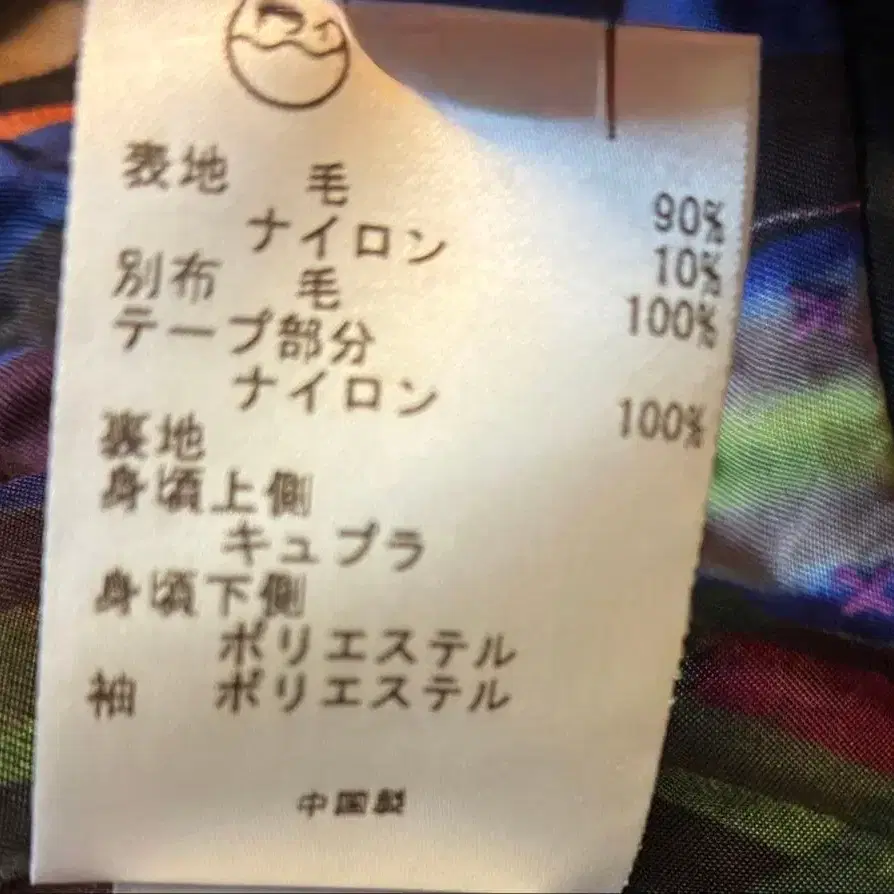 表地 毛 90%
ナイロン 10%
別布 毛 100%
テープ部分
ナイロン 100%
裏地
身頃上側
キュプラ
身頃下側
ポリエステル
袖 ポリエステル
中国製